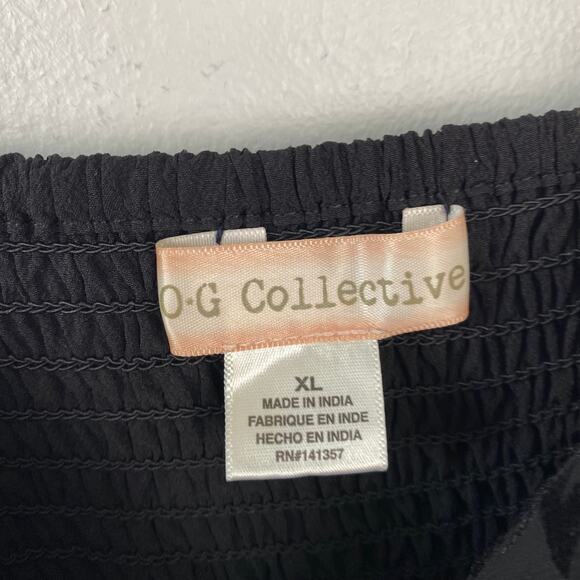 O·G Collective
XL
MADE IN INDIA
FABRIQUE EN INDE
HECHO EN INDIA
RN#141357